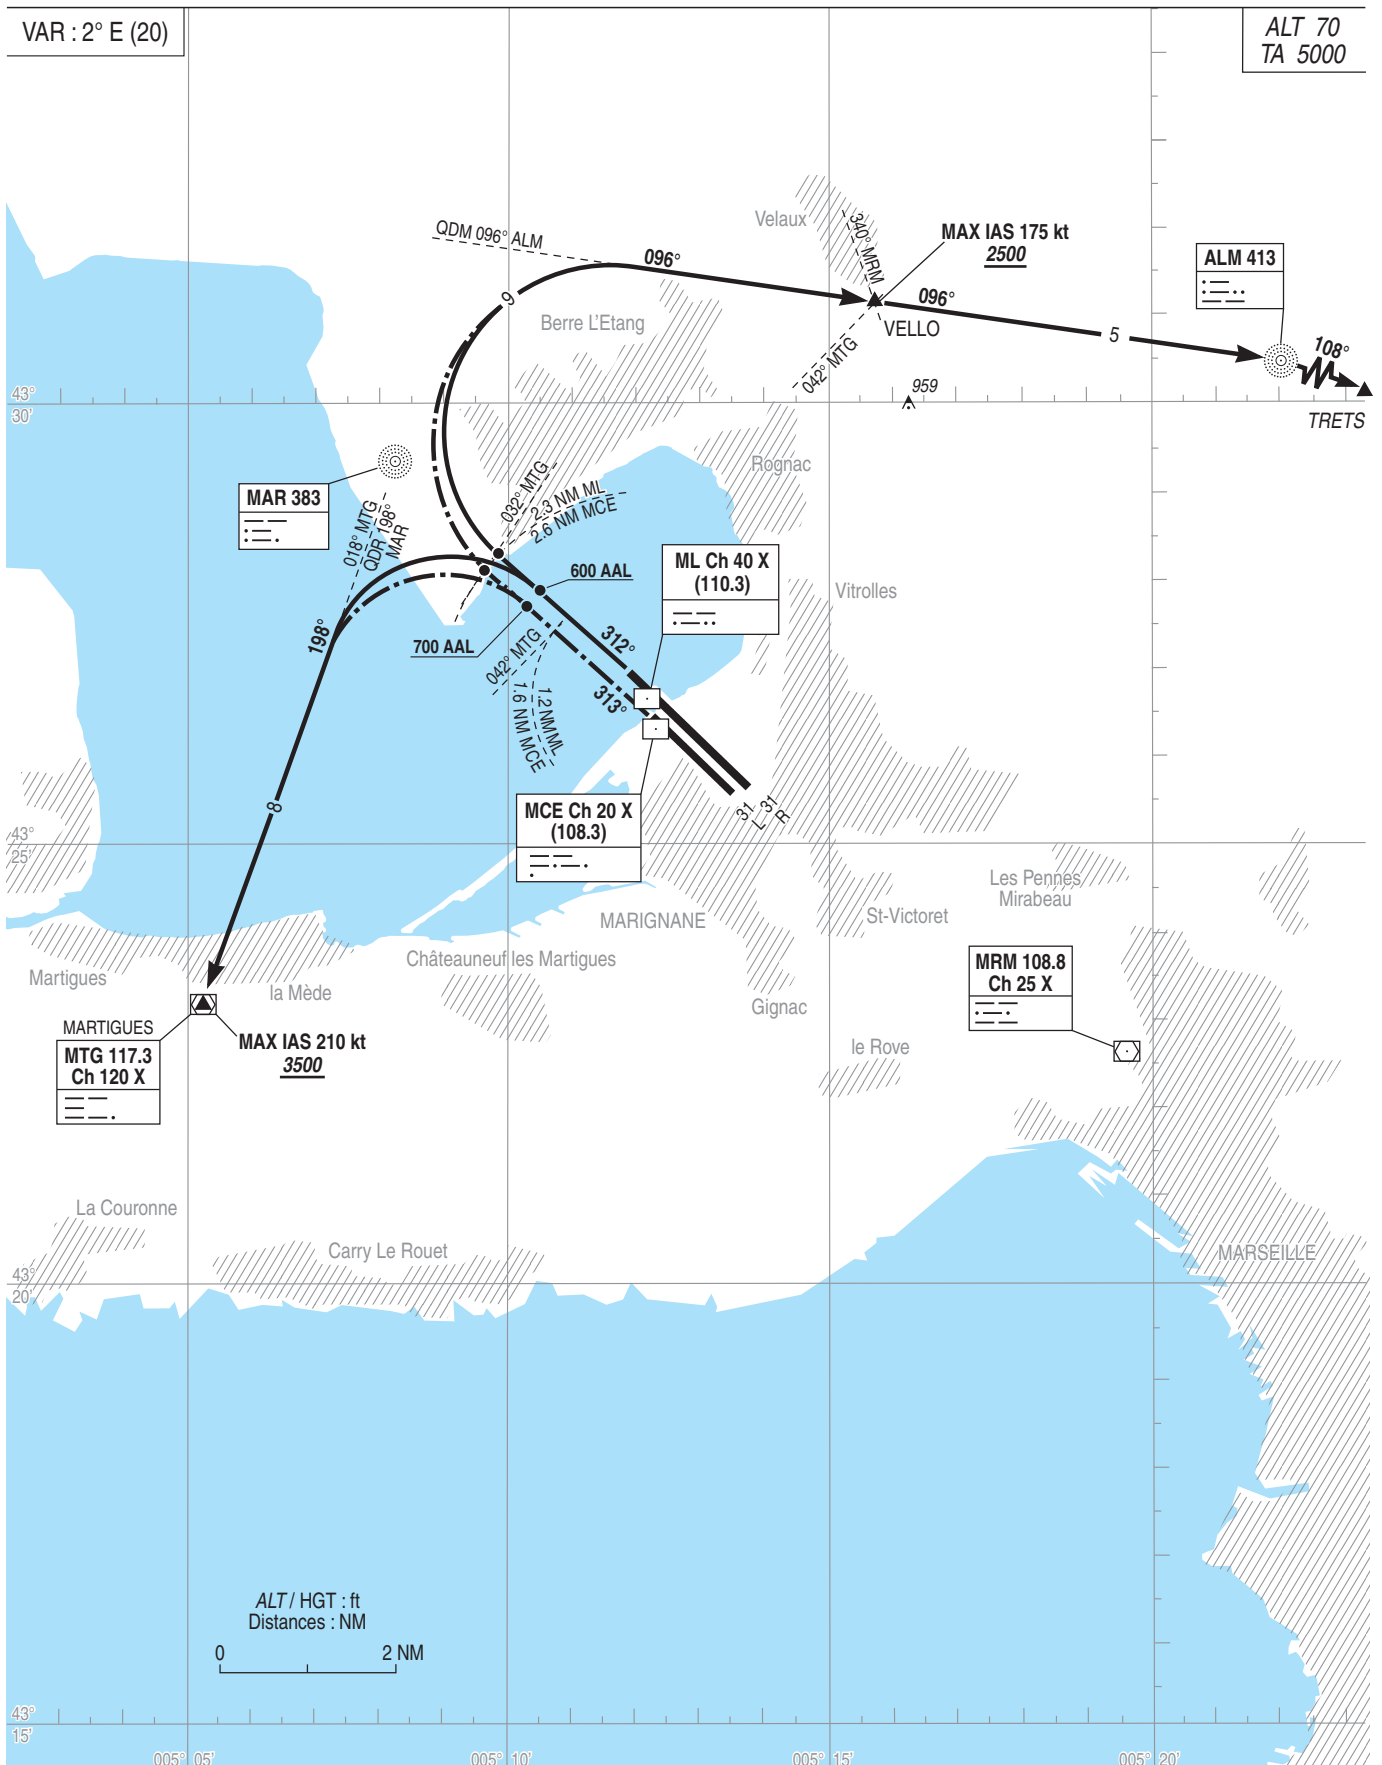 VAR : 2° E (20)
ALT 70
TA 5000
Velaux
340° MRM
MAX IAS 175 kt
2500
QDM 096° ALM
096°
096°
ALM 413
9
Berre L'Etang
VELLO
5
108°
042° MTG
959
TRETS
43°
30'
MAR 383
Rognac
032° MTG
2.3 NM ML
2.6 NM MCE
018° MTG
QDR 198°
MAR
600 AAL
ML Ch 40 X
(110.3)
Vitrolles
198°
700 AAL
312°
042° MTG
313°
1.2 NM ML
1.6 NM MCE
8
MCE Ch 20 X
(108.3)
31
L
31
R
43°
25'
Les Pennes
Mirabeau
MARIGNANE
St-Victoret
Martigues
Châteauneuf les Martigues
la Mède
Gignac
MRM 108.8
Ch 25 X
MARTIGUES
MTG 117.3
Ch 120 X
MAX IAS 210 kt
3500
le Rove
La Couronne
Carry Le Rouet
MARSEILLE
43°
20'
ALT / HGT : ft
Distances : NM
0 2 NM
43°
15'
005° 05' 005° 10' 005° 15' 005° 20'